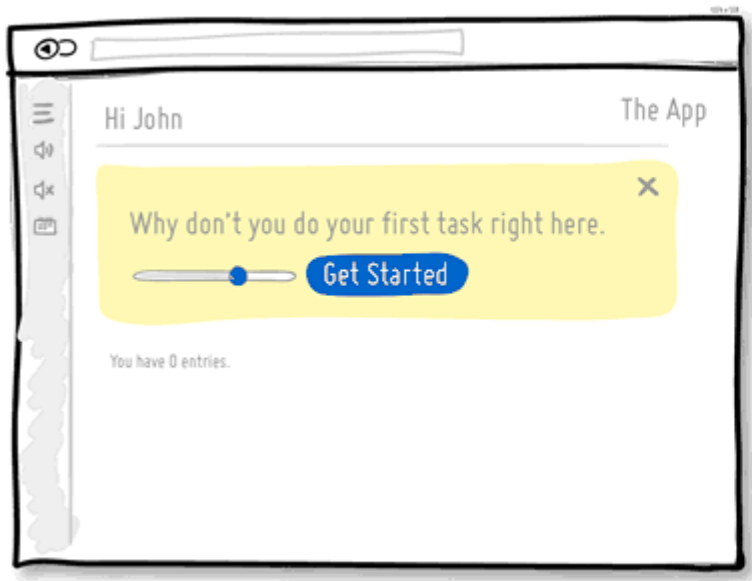 Hi John
The App
Why don't you do your first task right here.
Get Started
You have 0 entries.